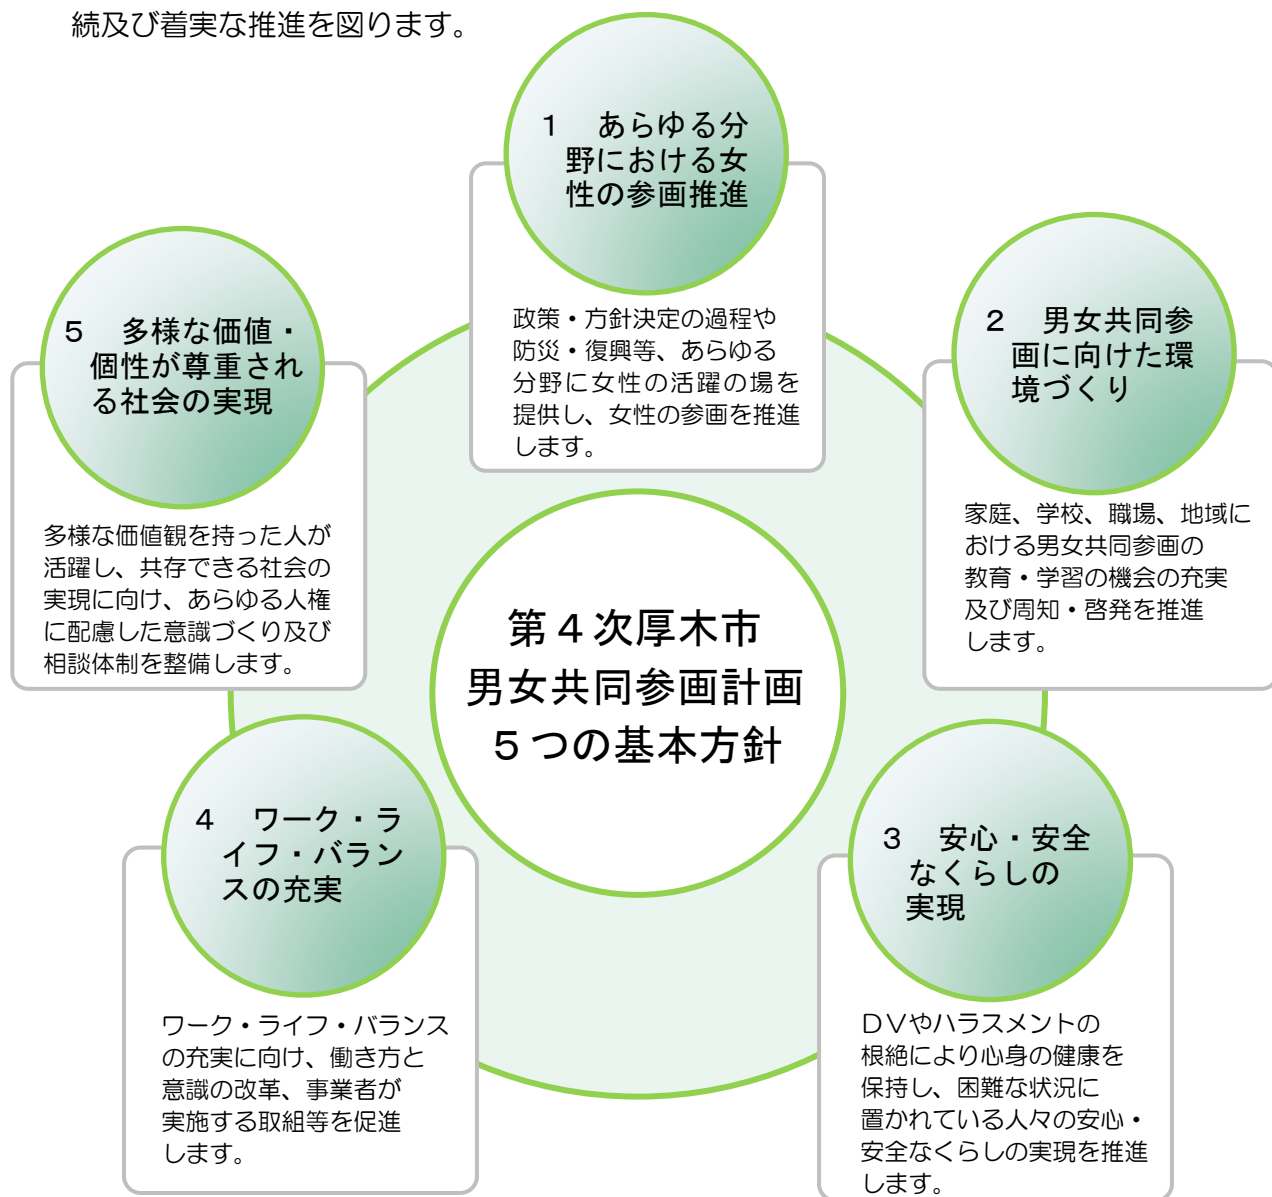 続及び着実な推進を図ります。
1　あらゆる分
野における女
性の参画推進
政策・方針決定の過程や
防災・復興等、あらゆる
分野に女性の活躍の場を
提供し、女性の参画を推進
します。
2　男女共同参
画に向けた環
境づくり
家庭、学校、職場、地域に
おける男女共同参画の
教育・学習の機会の充実
及び周知・啓発を推進
します。
3　安心・安全
なくらしの
実現
ＤＶやハラスメントの
根絶により心身の健康を
保持し、困難な状況に
置かれている人々の安心・
安全なくらしの実現を推進
します。
4　ワーク・ラ
イフ・バラン
スの充実
ワーク・ライフ・バランス
の充実に向け、働き方と
意識の改革、事業者が
実施する取組等を促進
します。
5　多様な価値・
個性が尊重され
る社会の実現
多様な価値観を持った人が
活躍し、共存できる社会の
実現に向け、あらゆる人権
に配慮した意識づくり及び
相談体制を整備します。
第４次厚木市
男女共同参画計画
５つの基本方針